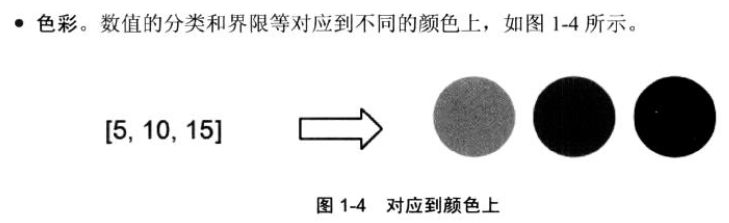 • 色彩。数值的分类和界限等对应到不同的颜色上，如图 1-4 所示。
[5, 10, 15]
图 1-4 对应到颜色上